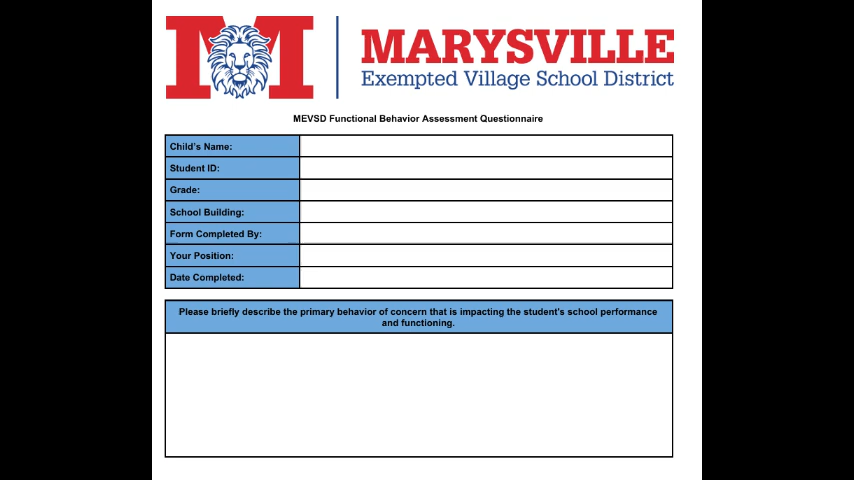 M
MARYSVILLE
Exempted Village School District
MEVSD Functional Behavior Assessment Questionnaire
Child's Name:
Student ID:
Grade:
School Building:
Form Completed By:
Your Position:
Date Completed:
Please briefly describe the primary behavior of concern that is impacting the student's school performance
and functioning.